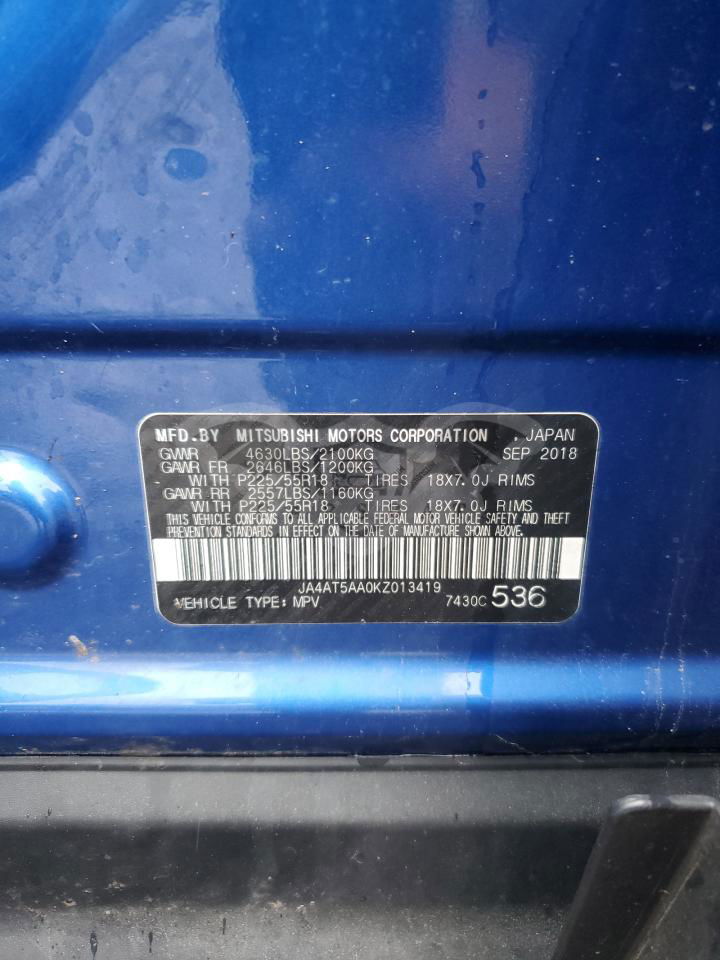 MFD.BY MITSUBISHI MOTORS CORPORATION , JAPAN
GVWR 4630LBS/2100KG SEP 2018
GAWR FR 2646LBS/1200KG
WITH P225/55R18 TIRES 18X7.0J RIMS
GAWR RR 2557LBS/1160KG
WITH P225/55R18 TIRES 18X7.0J RIMS
THIS VEHICLE CONFORMS TO ALL APPLICABLE FEDERAL MOTOR VEHICLE SAFETY AND THEFT
PREVENTION STANDARDS IN EFFECT ON THE DATE OF MANUFACTURE SHOWN ABOVE.
JA4AT5AA0KZ013419
VEHICLE TYPE: MPV 7430C 536